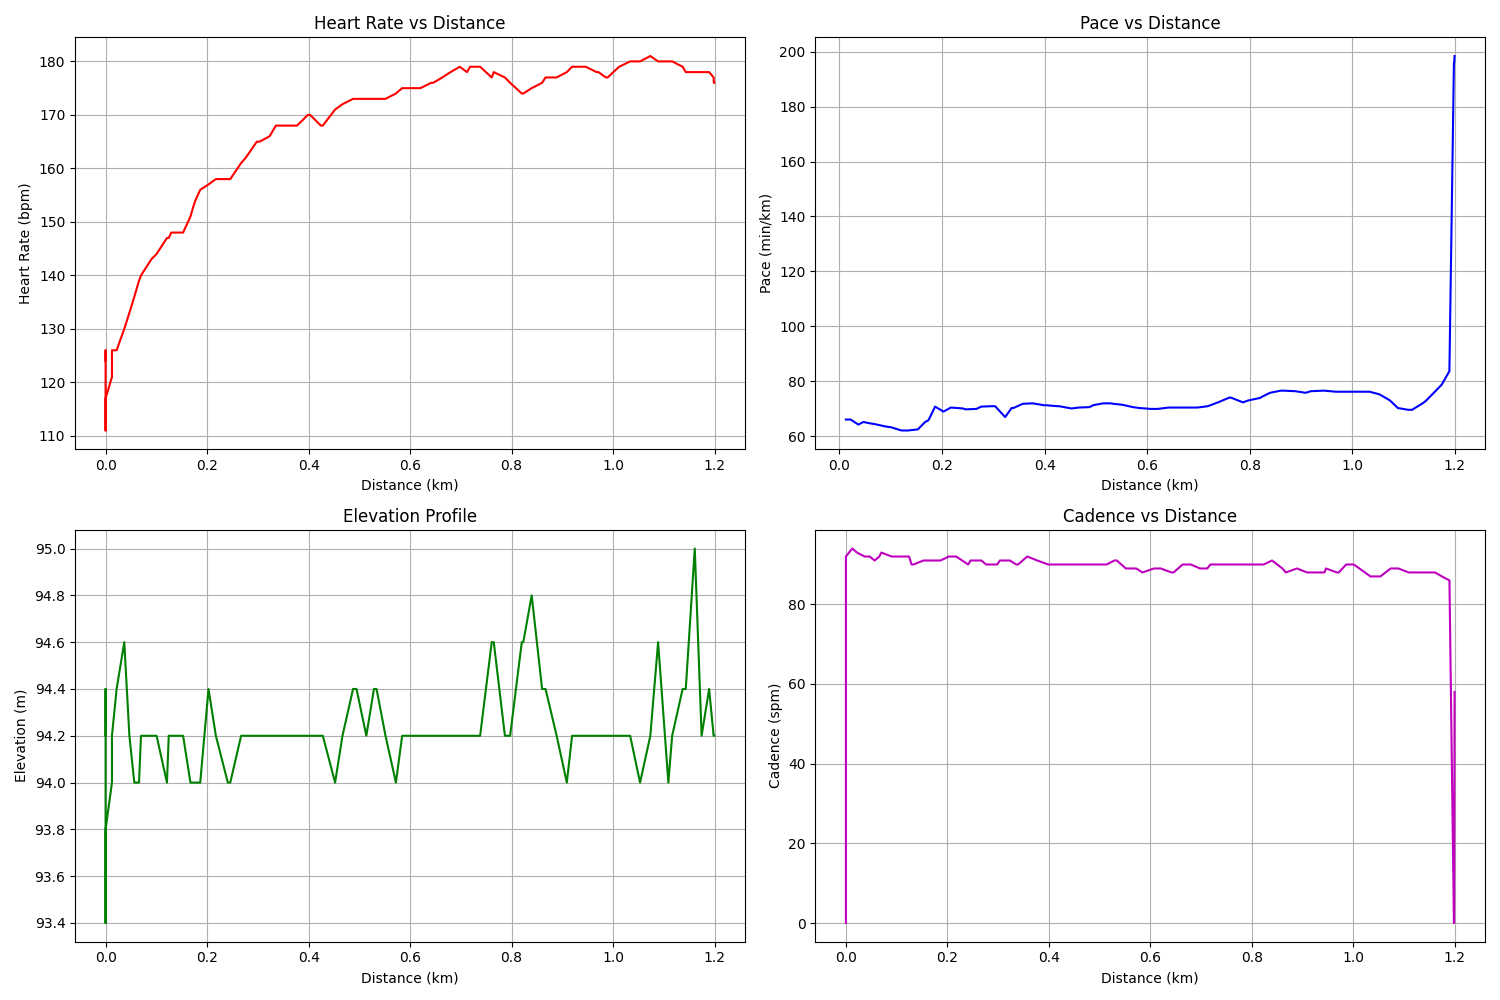 Heart Rate vs Distance
Heart Rate (bpm)
180
170
160
150
140
130
120
110
0.0 0.2 0.4 0.6 0.8 1.0 1.2
Distance (km)
Pace vs Distance
Pace (min/km)
200
180
160
140
120
100
80
60
0.0 0.2 0.4 0.6 0.8 1.0 1.2
Distance (km)
Elevation Profile
Elevation (m)
95.0
94.8
94.6
94.4
94.2
94.0
93.8
93.6
93.4
0.0 0.2 0.4 0.6 0.8 1.0 1.2
Distance (km)
Cadence vs Distance
Cadence (spm)
80
60
40
20
0
0.0 0.2 0.4 0.6 0.8 1.0 1.2
Distance (km)